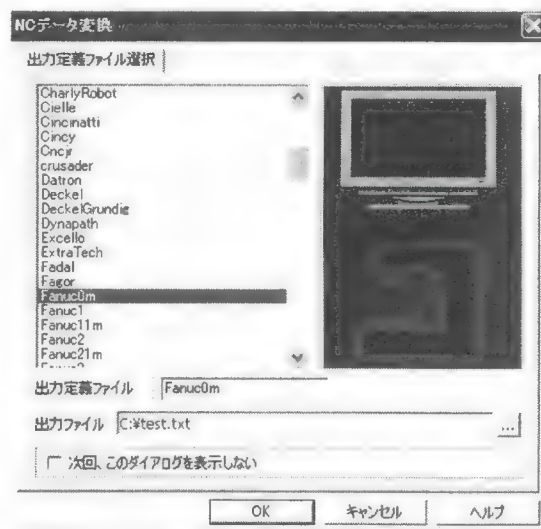 NCデータ変換
出力定義ファイル選択
CharlyRobot
Cielle
Cincinatti
Cincy
Cncjr
crusader
Datron
Deckel
DeckelGrundig
Dynapath
Excello
ExtraTech
Fadal
Fagor
Fanuc0m
Fanuc1
Fanuc11m
Fanuc2
Fanuc21m
出力定義ファイル Fanuc0m
出力ファイル C:¥test.txt ...
次回、このダイアログを表示しない
OK キャンセル ヘルプ